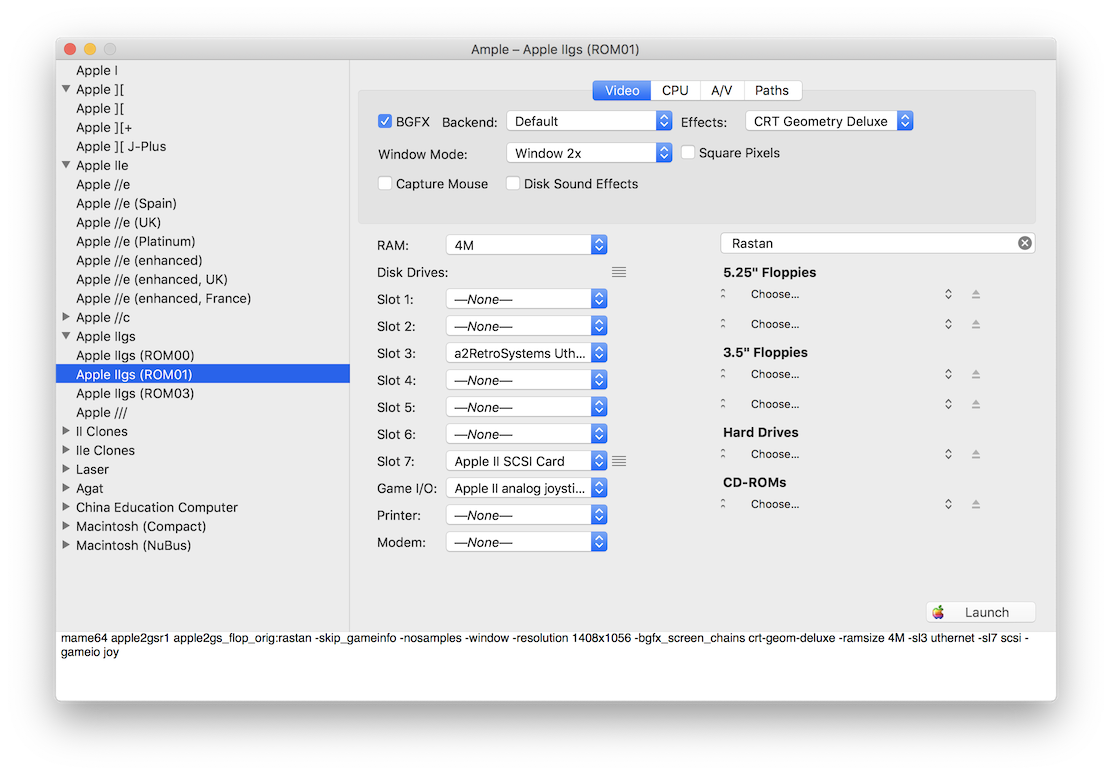 Ample – Apple IIgs (ROM01)
Apple I
Apple ][
Apple ][
Apple ][+
Apple ][ J-Plus
Apple IIe
Apple //e
Apple //e (Spain)
Apple //e (UK)
Apple //e (Platinum)
Apple //e (enhanced)
Apple //e (enhanced, UK)
Apple //e (enhanced, France)
Apple //c
Apple IIgs
Apple IIgs (ROM00)
Apple IIgs (ROM01)
Apple IIgs (ROM03)
Apple ///
II Clones
IIe Clones
Laser
Agat
China Education Computer
Macintosh (Compact)
Macintosh (NuBus)
Video CPU A/V Paths
BGFX Backend: Default Effects: CRT Geometry Deluxe
Window Mode: Window 2x Square Pixels
Capture Mouse Disk Sound Effects
RAM: 4M
Disk Drives:
Slot 1: —None—
Slot 2: —None—
Slot 3: a2RetroSystems Uth...
Slot 4: —None—
Slot 5: —None—
Slot 6: —None—
Slot 7: Apple II SCSI Card
Game I/O: Apple II analog joysti...
Printer: —None—
Modem: —None—
Rastan
5.25" Floppies
Choose...
Choose...
3.5" Floppies
Choose...
Choose...
Hard Drives
Choose...
CD-ROMs
Choose...
Launch
mame64 apple2gsr1 apple2gs_flop_orig:rastan -skip_gameinfo -nosamples -window -resolution 1408x1056 -bgfx_screen_chains crt-geom-deluxe -ramsize 4M -sl3 uthernet -sl7 scsi -
gameio joy